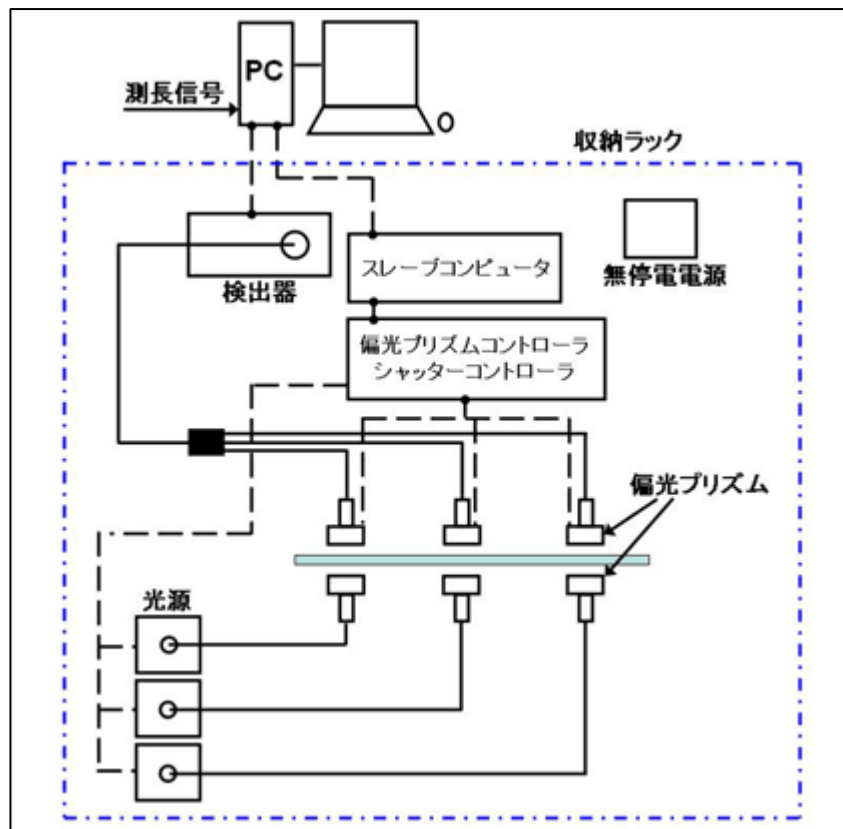 PC
測長信号
収納ラック
検出器
スレーブコンピュータ
無停電電源
偏光プリズムコントローラ
シャッターコントローラ
偏光プリズム
光源